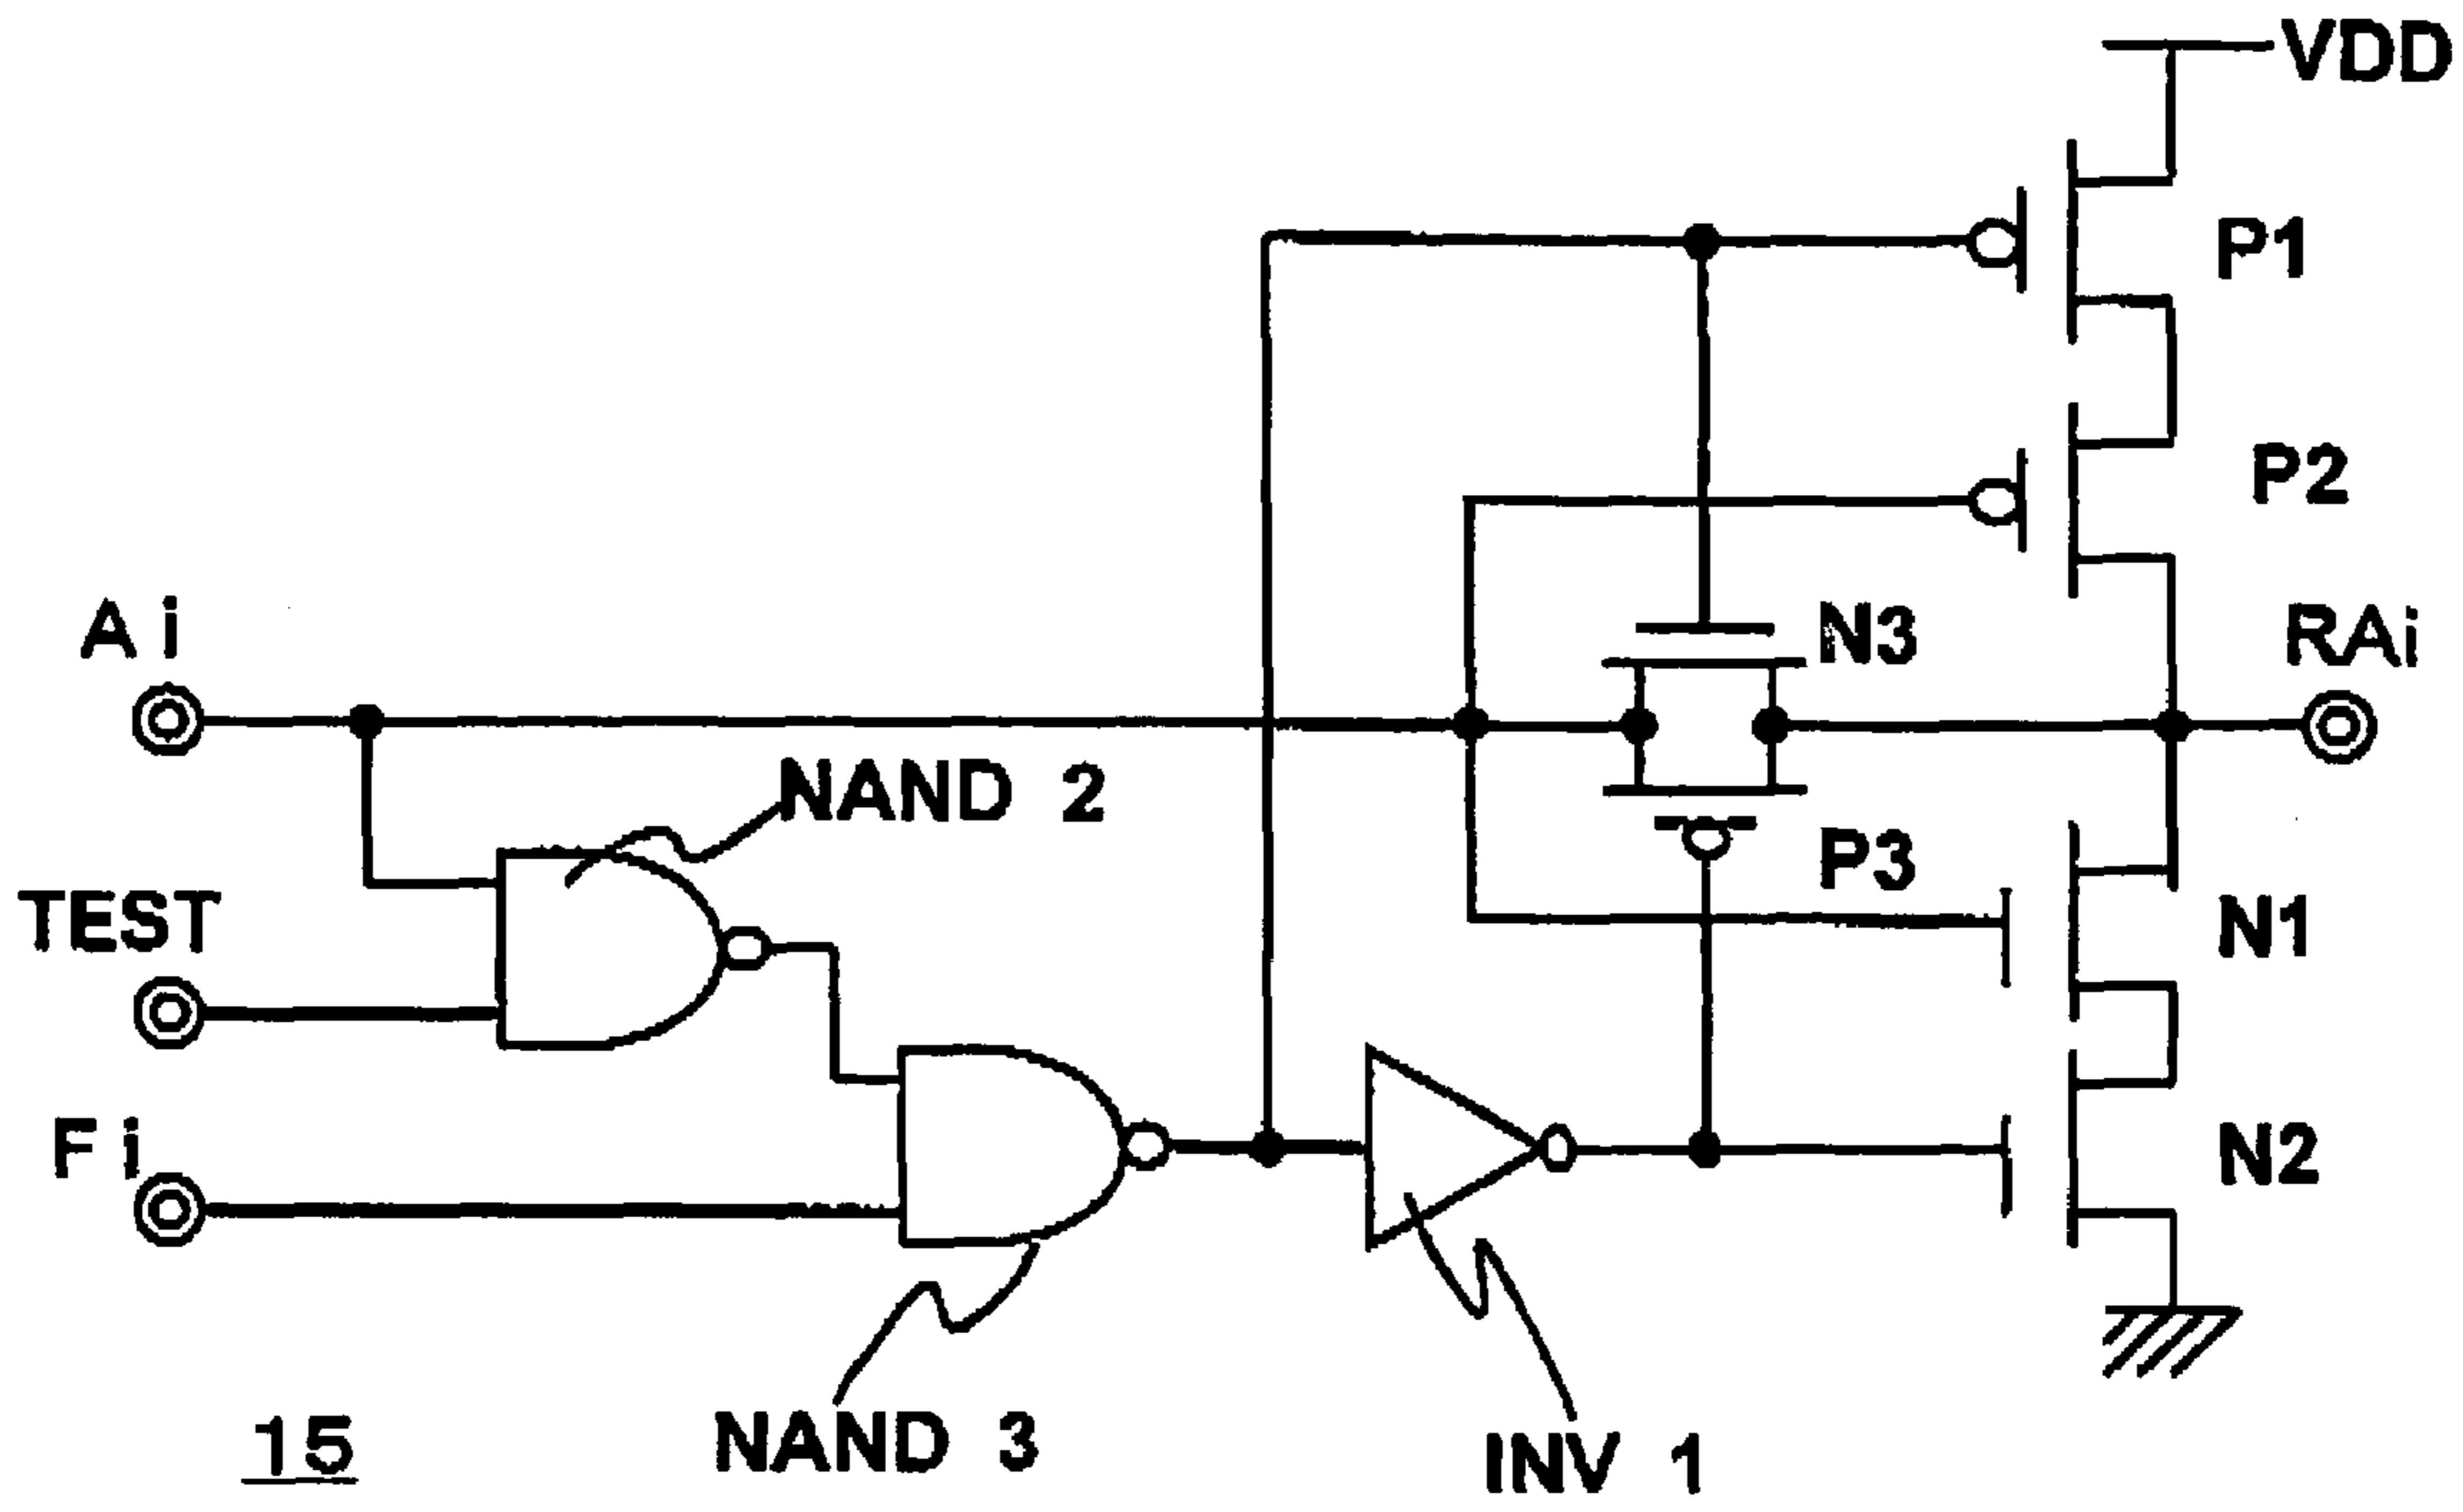 VDD
P1
P2
A i
N3
RAi
NAND 2
P3
TEST
N1
F i
N2
15
NAND 3
INV 1